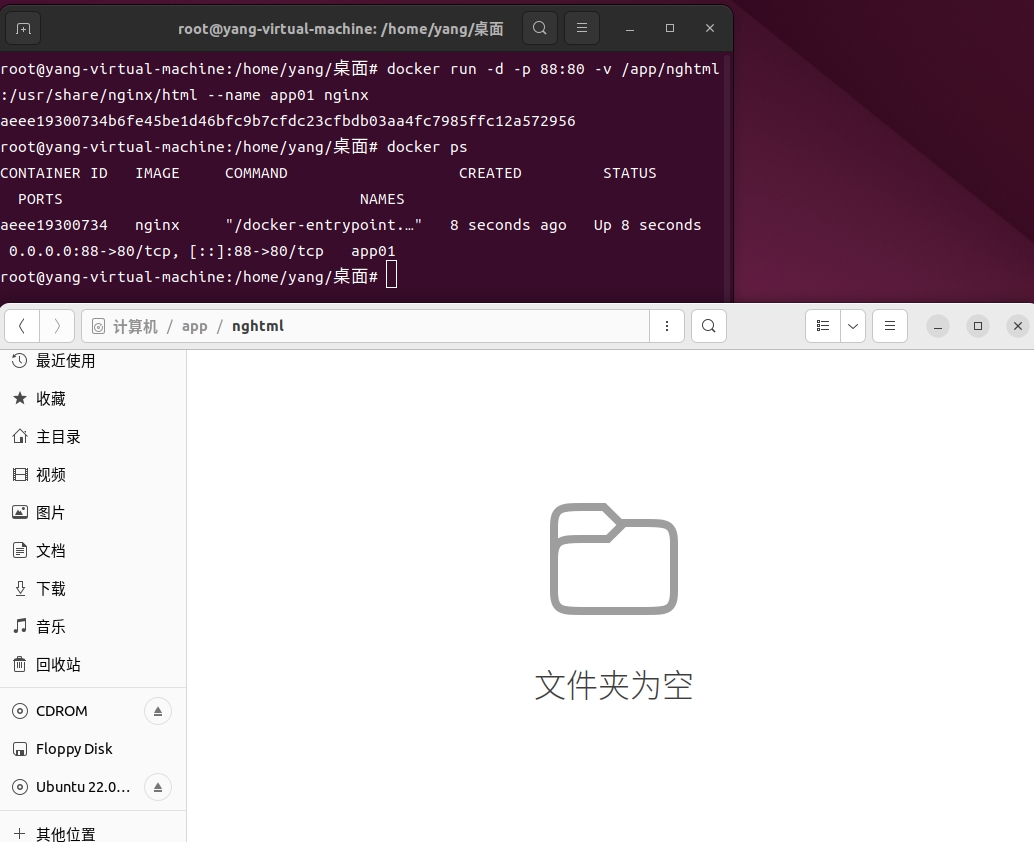 root@yang-virtual-machine: /home/yang/桌面
root@yang-virtual-machine:/home/yang/桌面# docker run -d -p 88:80 -v /app/nghtml
:/usr/share/nginx/html --name app01 nginx
aeee19300734b6fe45be1d46bfc9b7cfdc23cfbdb03aa4fc7985ffc12a572956
root@yang-virtual-machine:/home/yang/桌面# docker ps
CONTAINER ID   IMAGE     COMMAND                   CREATED         STATUS
  PORTS                                 NAMES
aeee19300734   nginx     "/docker-entrypoint.…"   8 seconds ago   Up 8 seconds
 0.0.0.0:88->80/tcp, [::]:88->80/tcp   app01
root@yang-virtual-machine:/home/yang/桌面#
计算机 / app / nghtml
最近使用
收藏
主目录
视频
图片
文档
下载
音乐
回收站
CDROM
Floppy Disk
Ubuntu 22.0…
其他位置
文件夹为空